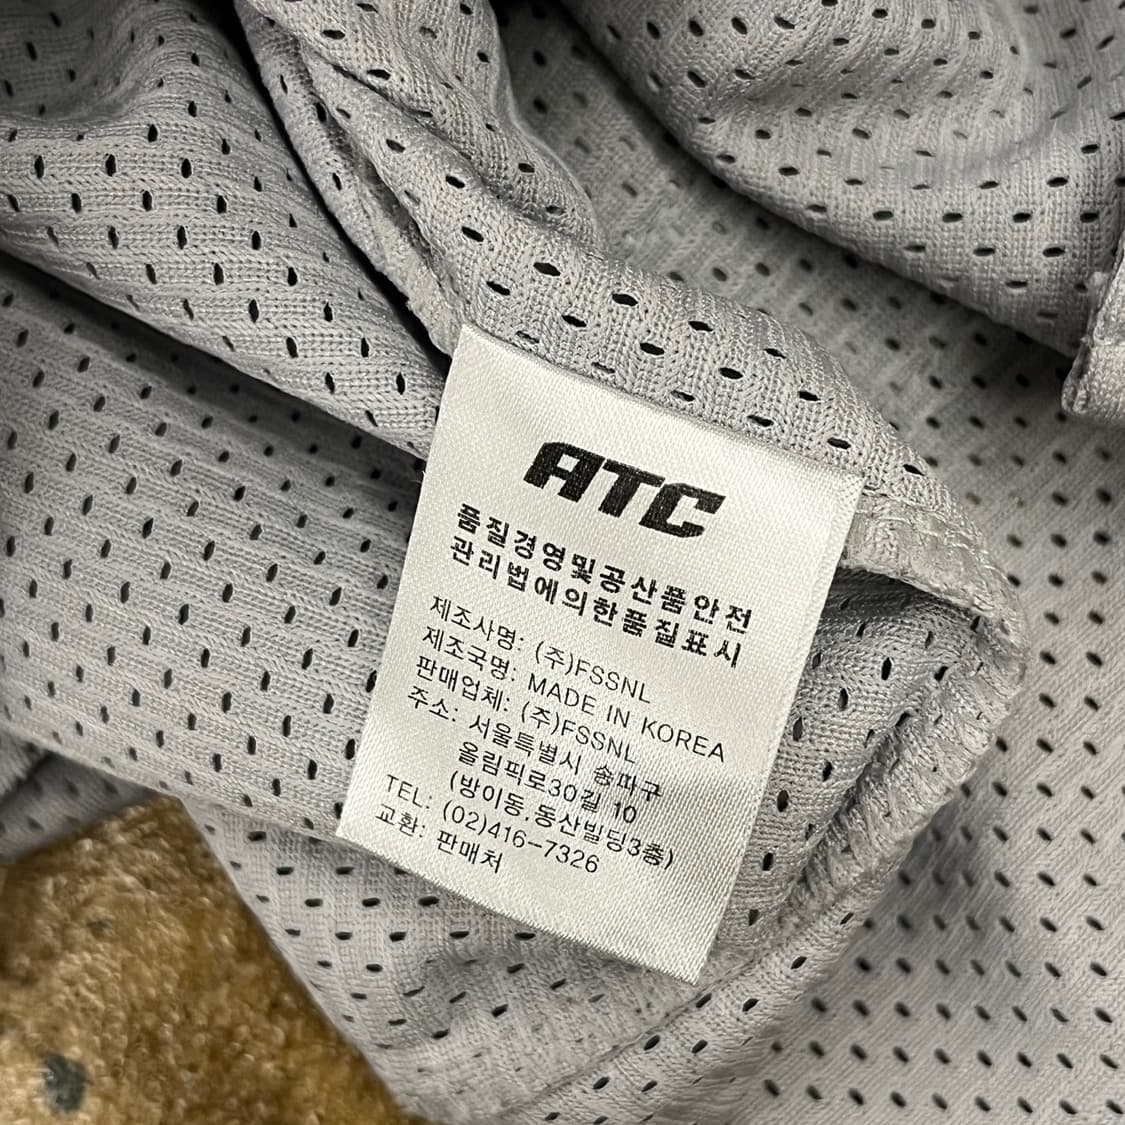 ATC
품질경영및공산품안전
관리법에의한품질표시
제조사명: (주)FSSNL
제조국명: MADE IN KOREA
판매업체: (주)FSSNL
주소: 서울특별시 송파구
올림픽로30길 10
(방이동,동산빌딩3층)
TEL: (02)416-7326
교환: 판매처